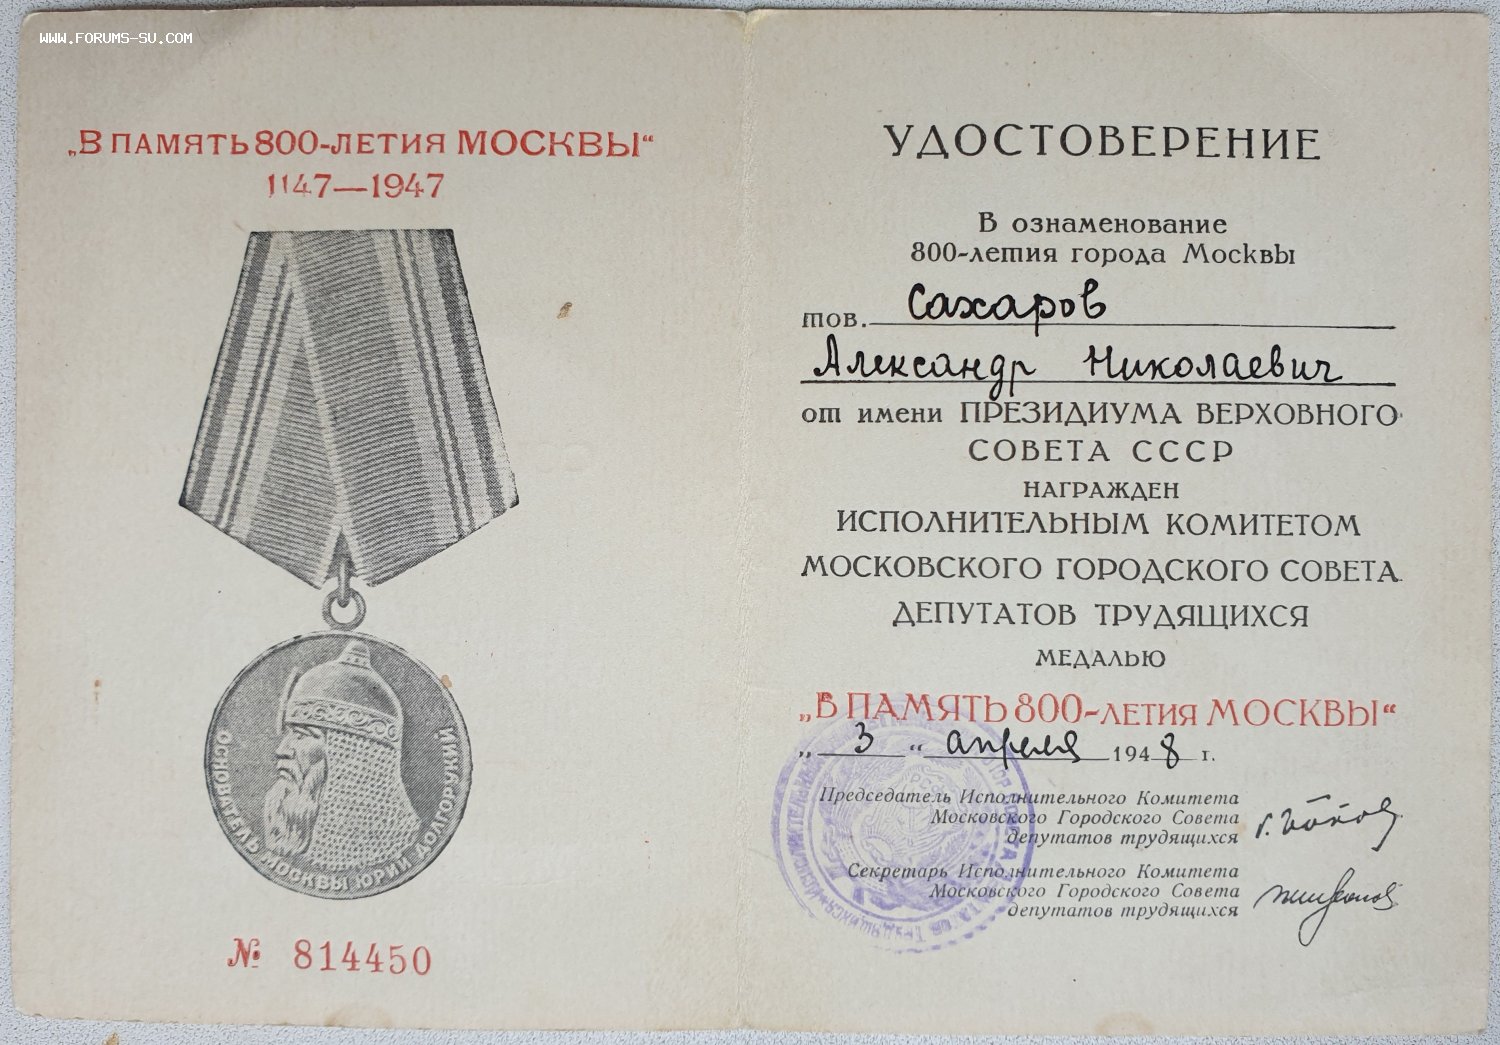 WWW.FORUMS-SU.COM
„В ПАМЯТЬ 800-ЛЕТИЯ МОСКВЫ“
1147—1947
ОСНОВАТЕЛЬ МОСКВЫ ЮРИЙ ДОЛГОРУКИЙ
№ 814450
УДОСТОВЕРЕНИЕ
В ознаменование
800-летия города Москвы
тов. Сахаров
Александр Николаевич
от имени ПРЕЗИДИУМА ВЕРХОВНОГО
СОВЕТА СССР
НАГРАЖДЕН
ИСПОЛНИТЕЛЬНЫМ КОМИТЕТОМ
МОСКОВСКОГО ГОРОДСКОГО СОВЕТА
ДЕПУТАТОВ ТРУДЯЩИХСЯ
МЕДАЛЬЮ
„В ПАМЯТЬ 800-ЛЕТИЯ МОСКВЫ“
„ 3 “ апреля 1948 г.
Председатель Исполнительного Комитета
Московского Городского Совета
депутатов трудящихся
Г. Попов
Секретарь Исполнительного Комитета
Московского Городского Совета
депутатов трудящихся